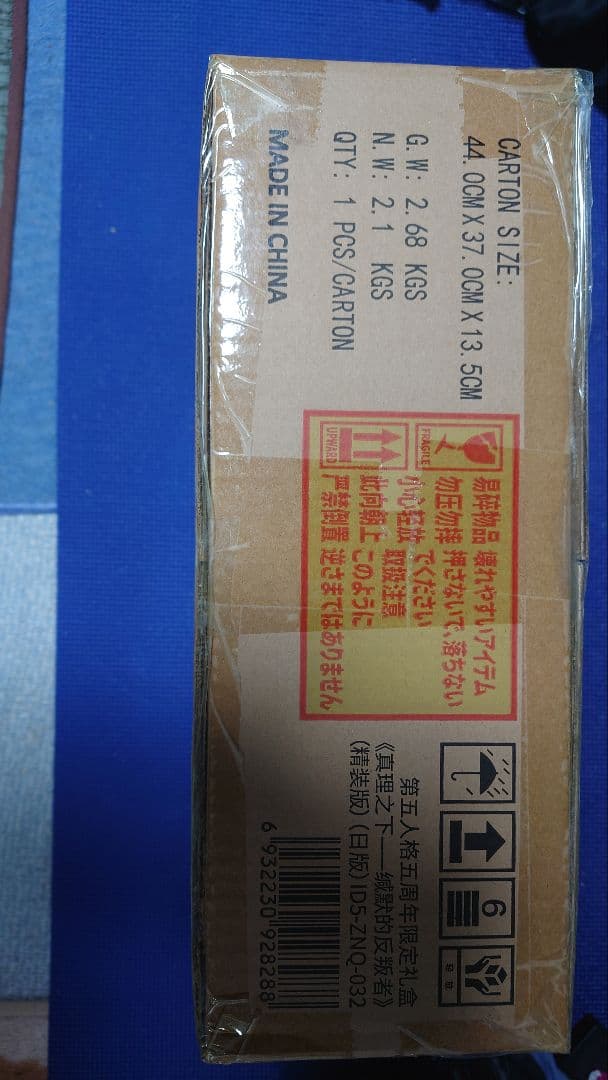 CARTON SIZE:
44.0CM X 37.0CM X 13.5CM
G.W: 2.68 KGS
N.W: 2.1 KGS
QTY: 1 PCS/CARTON
MADE IN CHINA
FRAGILE
UPWARD
易碎物品 壊れやすいアイテム
勿压勿摔 押さないで、落ちない
小心轻放 でください
取扱注意
此向朝上 このように
严禁倒置 逆さまではありません
6
第五人格五周年限定礼盒
《真理之下——缄默的反叛者》
(精装版)(日版)ID5-ZNQ-032
6 932230 928288